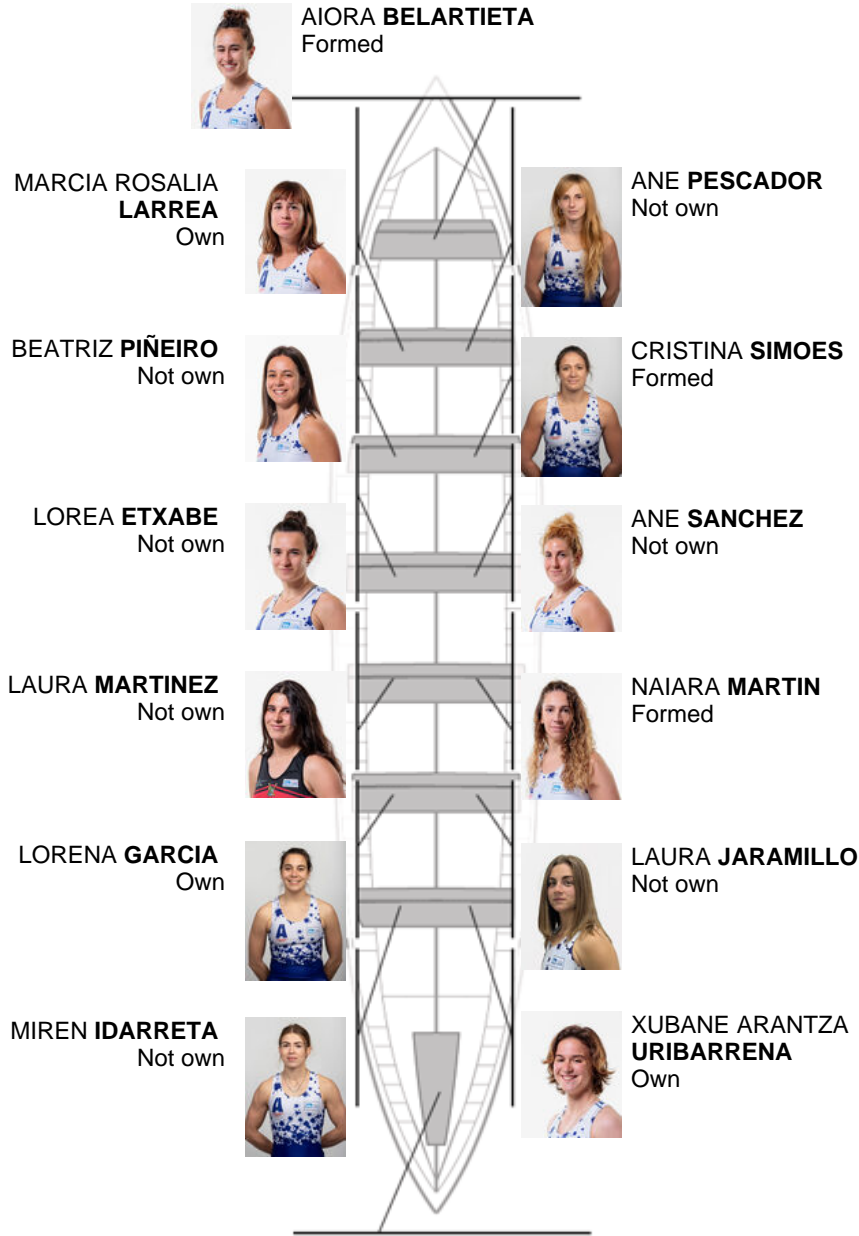 AIORA BELARTIETA
Formed
MARCIA ROSALIA
LARREA
Own
ANE PESCADOR
Not own
BEATRIZ PIÑEIRO
Not own
CRISTINA SIMOES
Formed
LOREA ETXABE
Not own
ANE SANCHEZ
Not own
LAURA MARTINEZ
Not own
NAIARA MARTIN
Formed
LORENA GARCIA
Own
LAURA JARAMILLO
Not own
MIREN IDARRETA
Not own
XUBANE ARANTZA
URIBARRENA
Own